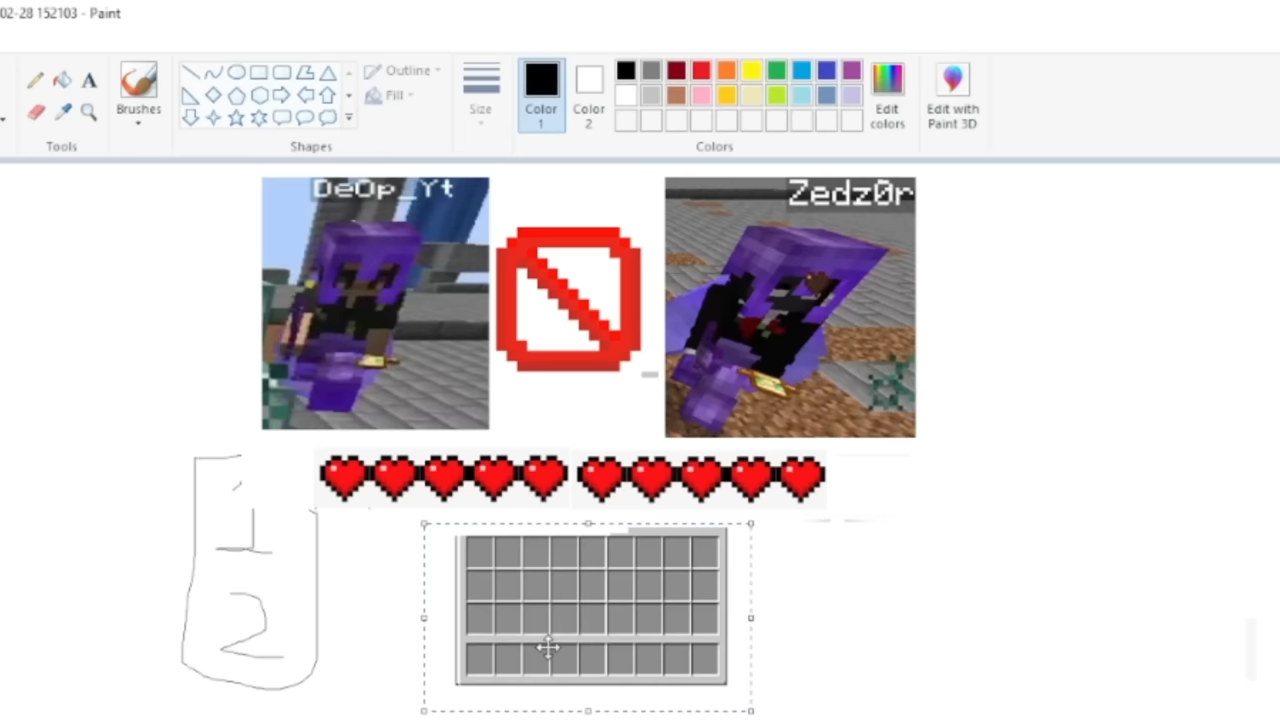 02-28 152103 - Paint
A
Outline
Fill
Brushes
Size
Color
1
Color
2
Edit
colors
Edit with
Paint 3D
Tools
Shapes
Colors
DeOp_Yt
Zedz0r
1
2